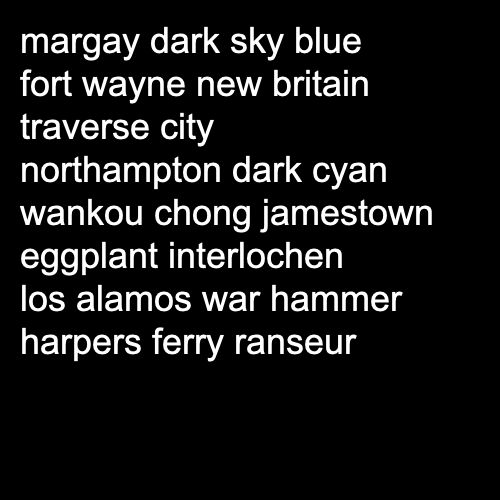 margay dark sky blue
fort wayne new britain
traverse city
northampton dark cyan
wankou chong jamestown
eggplant interlochen
los alamos war hammer
harpers ferry ranseur